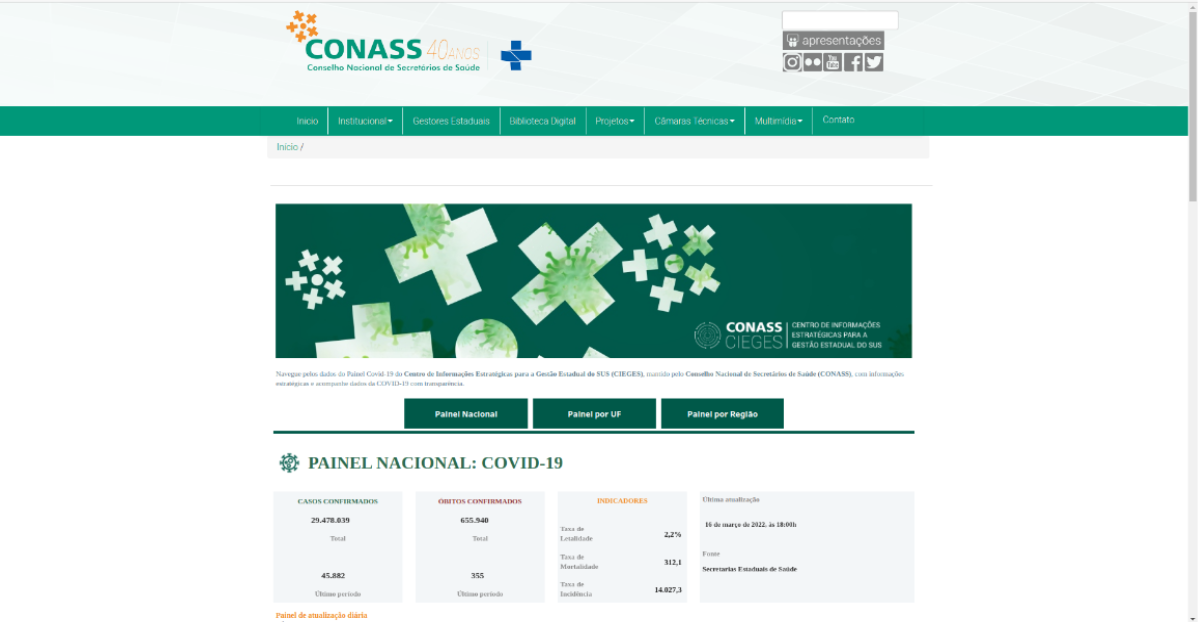 CONASS 40ANOS
Conselho Nacional de Secretários de Saúde
apresentações
You
Início
Institucional
Gestores Estaduais
Biblioteca Digital
Projetos
Câmaras Técnicas
Multimídia
Contato
Início /
CONASS
CIEGES
CENTRO DE INFORMAÇÕES
ESTRATÉGICAS PARA A
GESTÃO ESTADUAL DO SUS
Navegue pelos dados do Painel Covid-19 do Centro de Informações Estratégicas para a Gestão Estadual do SUS (CIEGES), mantido pelo Conselho Nacional de Secretários de Saúde (CONASS), com informações
estratégicas e acompanhe dados da COVID-19 com transparência.
Painel Nacional
Painel por UF
Painel por Região
PAINEL NACIONAL: COVID-19
CASOS CONFIRMADOS
29.478.039
Total
45.882
Último período
ÓBITOS CONFIRMADOS
655.940
Total
355
Último período
INDICADORES
Taxa de
Letalidade
2,2%
Taxa de
Mortalidade
312,1
Taxa de
Incidência
14.027,3
Última atualização
16 de março de 2022, às 18:00h
Fonte
Secretarias Estaduais de Saúde
Painel de atualização diária